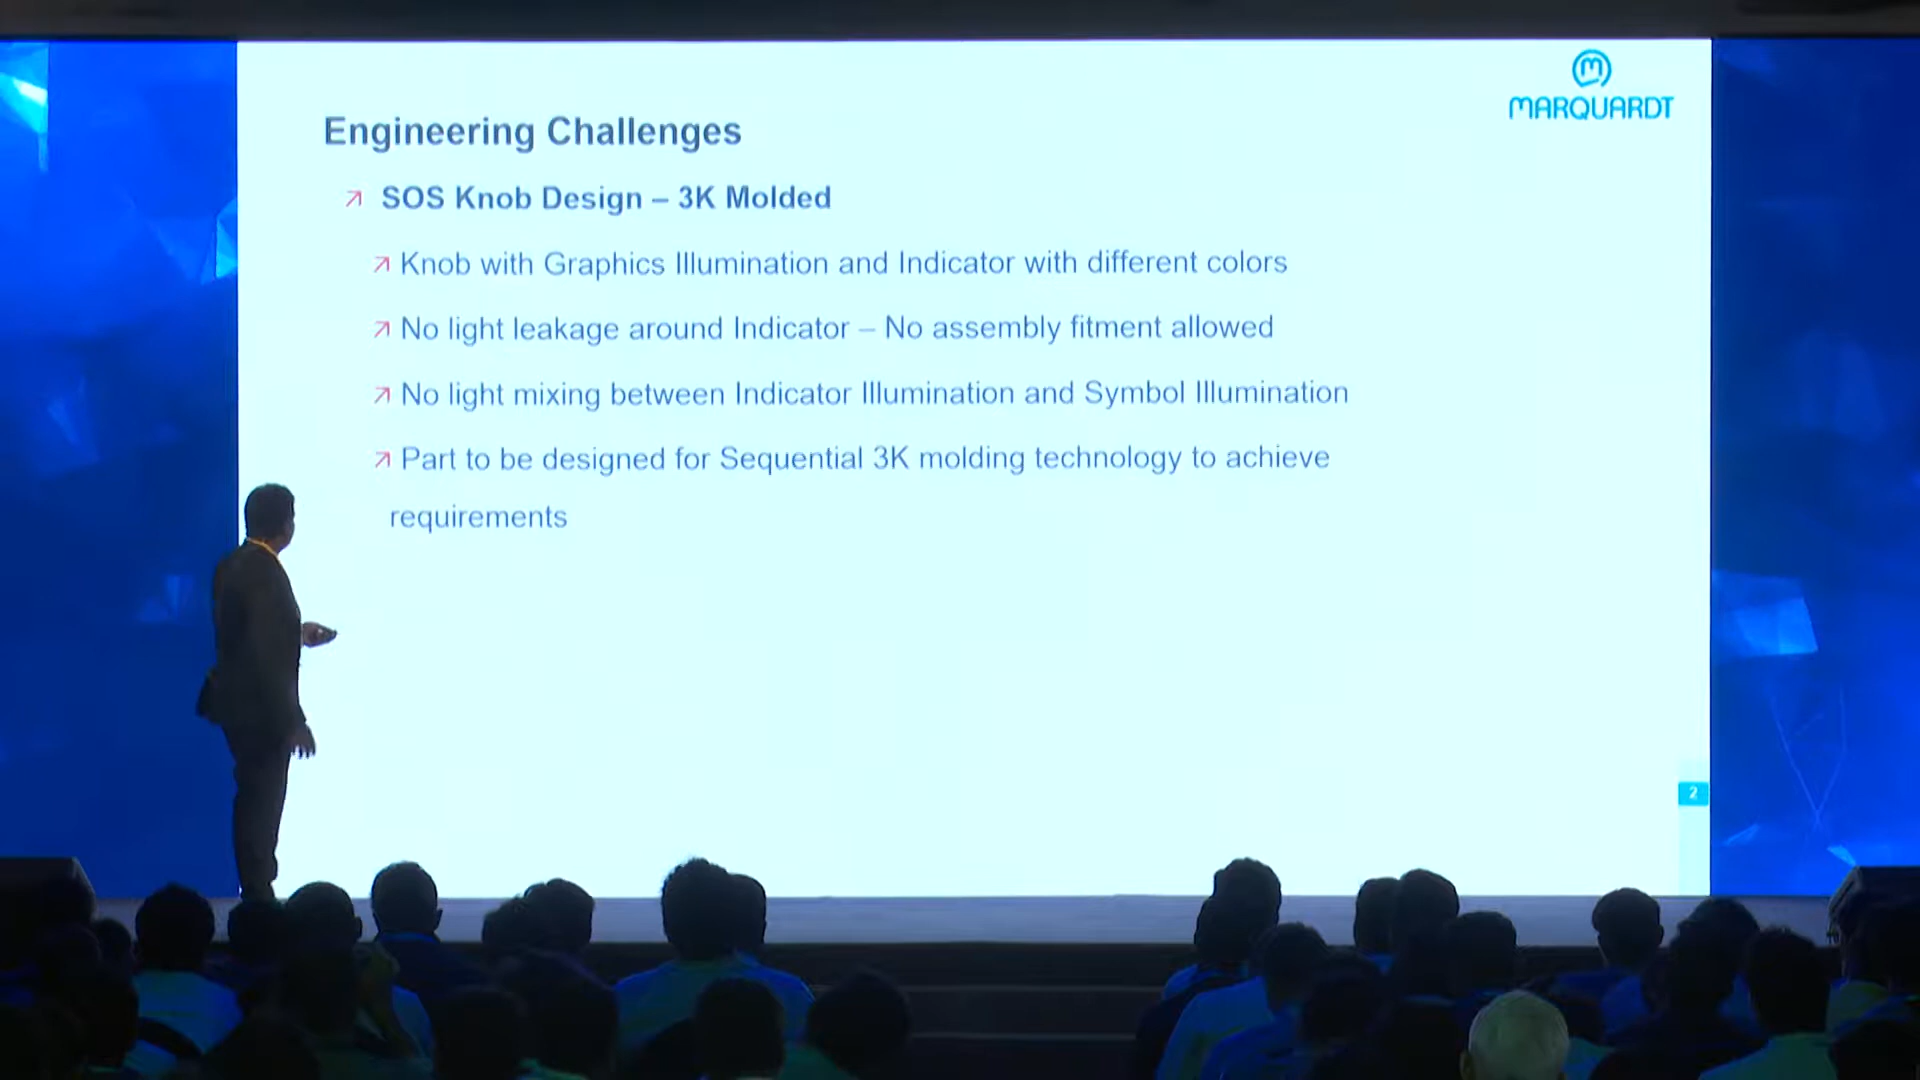 MARQUARDT
Engineering Challenges
SOS Knob Design – 3K Molded
Knob with Graphics Illumination and Indicator with different colors
No light leakage around Indicator – No assembly fitment allowed
No light mixing between Indicator Illumination and Symbol Illumination
Part to be designed for Sequential 3K molding technology to achieve
requirements
2